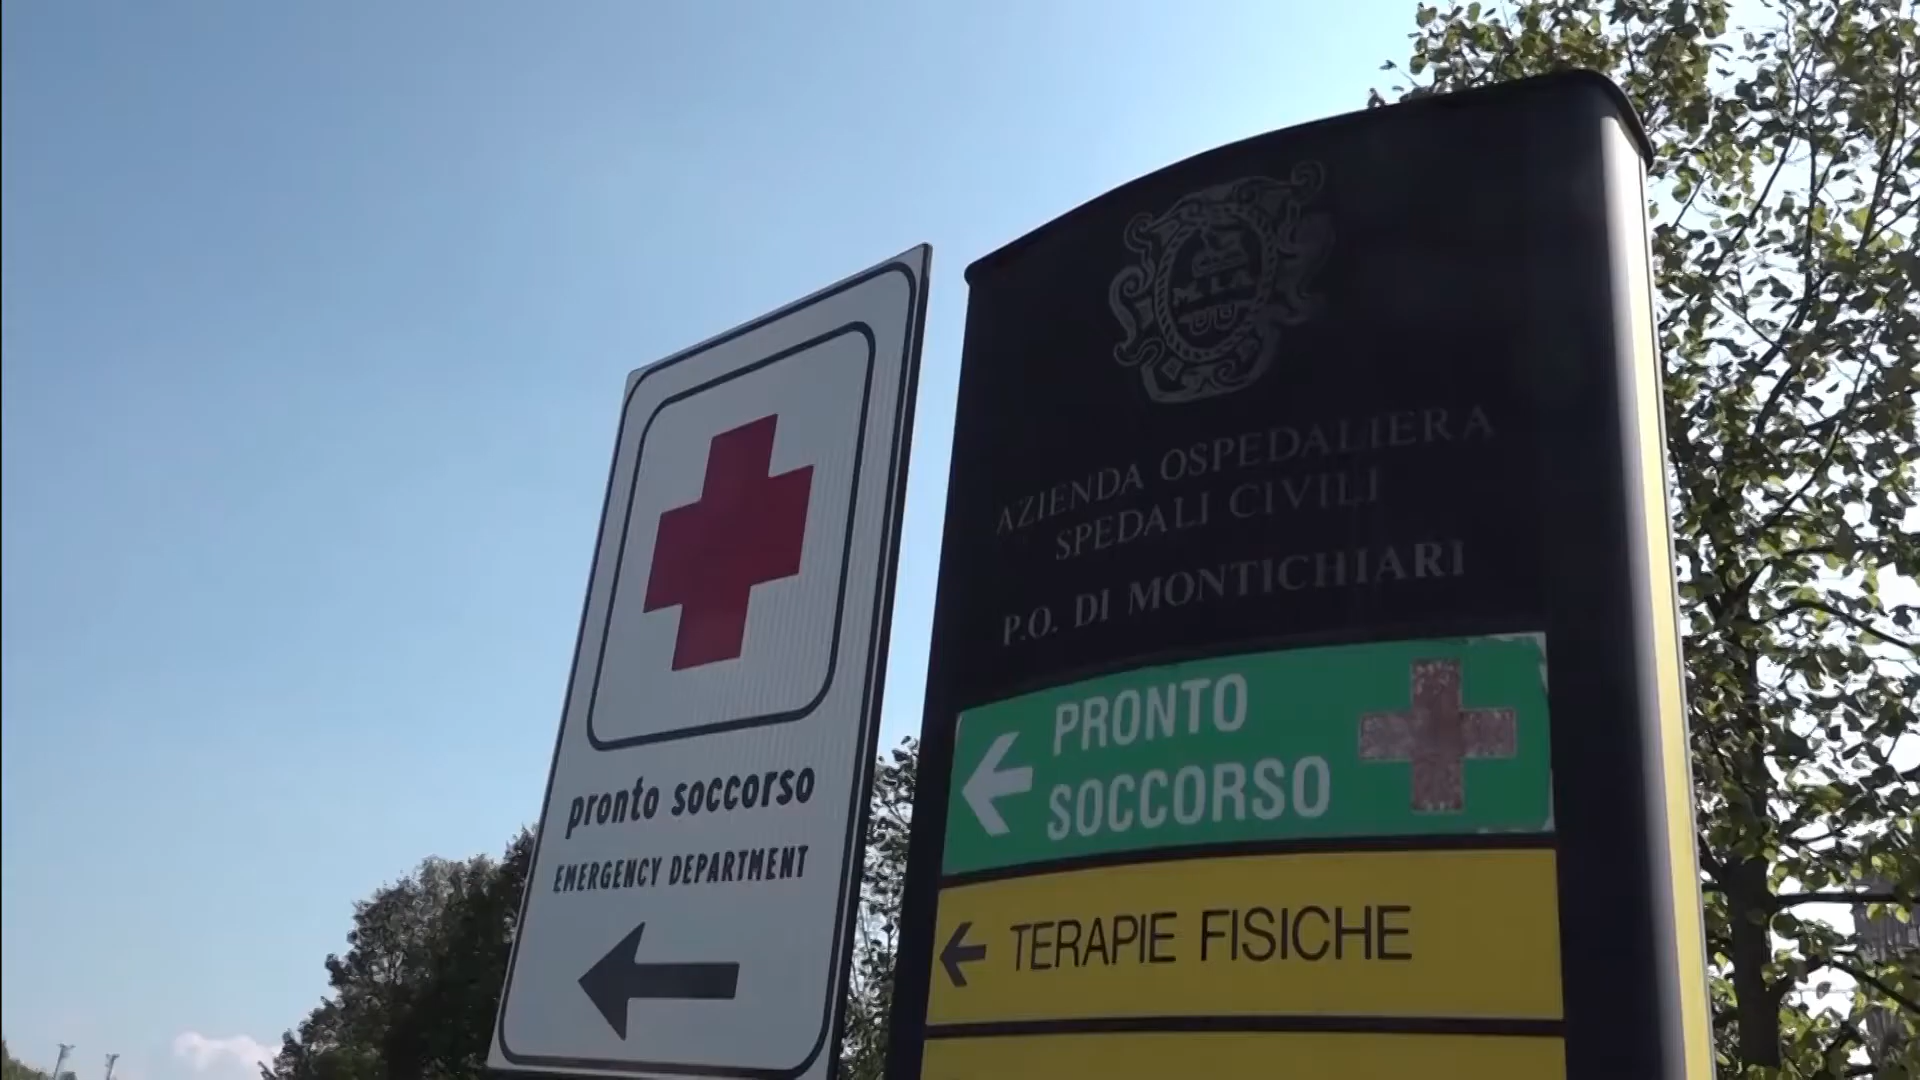 pronto soccorso
EMERGENCY DEPARTMENT
AZIENDA OSPEDALIERA
SPEDALI CIVILI
P.O. DI MONTICHIARI
PRONTO
SOCCORSO
TERAPIE FISICHE